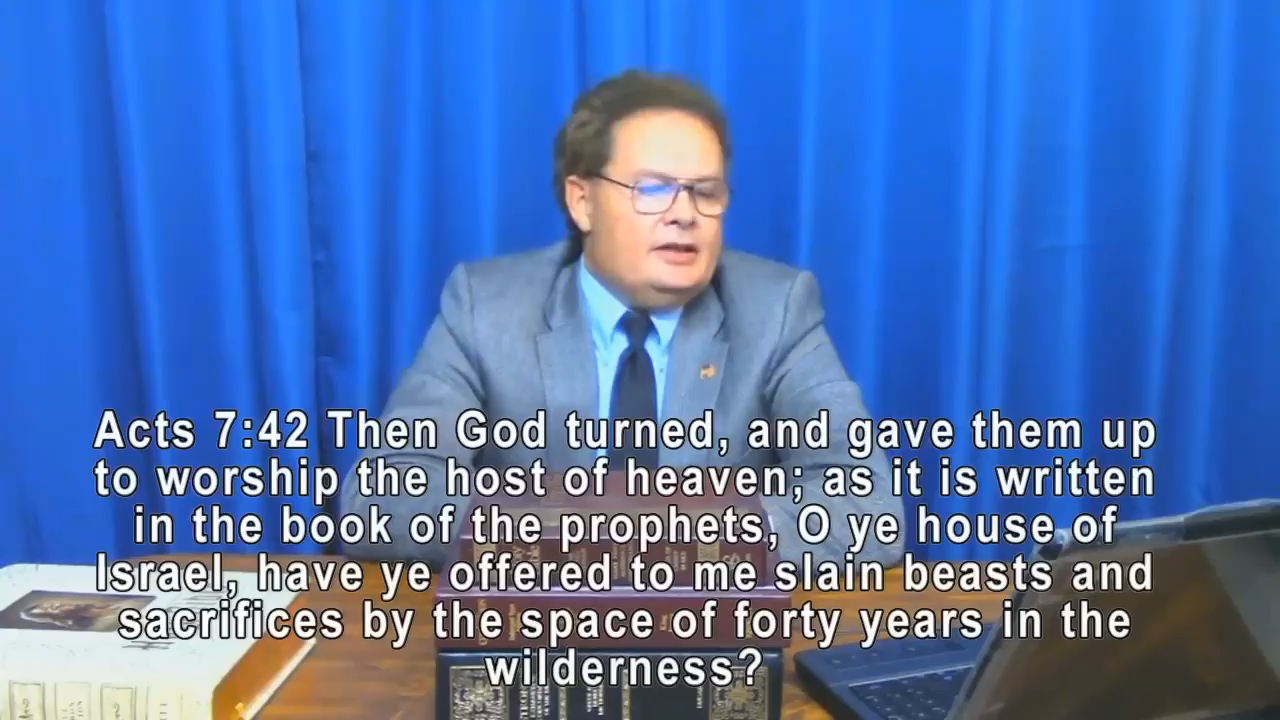 Acts 7:42 Then God turned, and gave them up
to worship the host of heaven; as it is written
in the book of the prophets, O ye house of
Israel, have ye offered to me slain beasts and
sacrifices by the space of forty years in the
wilderness?